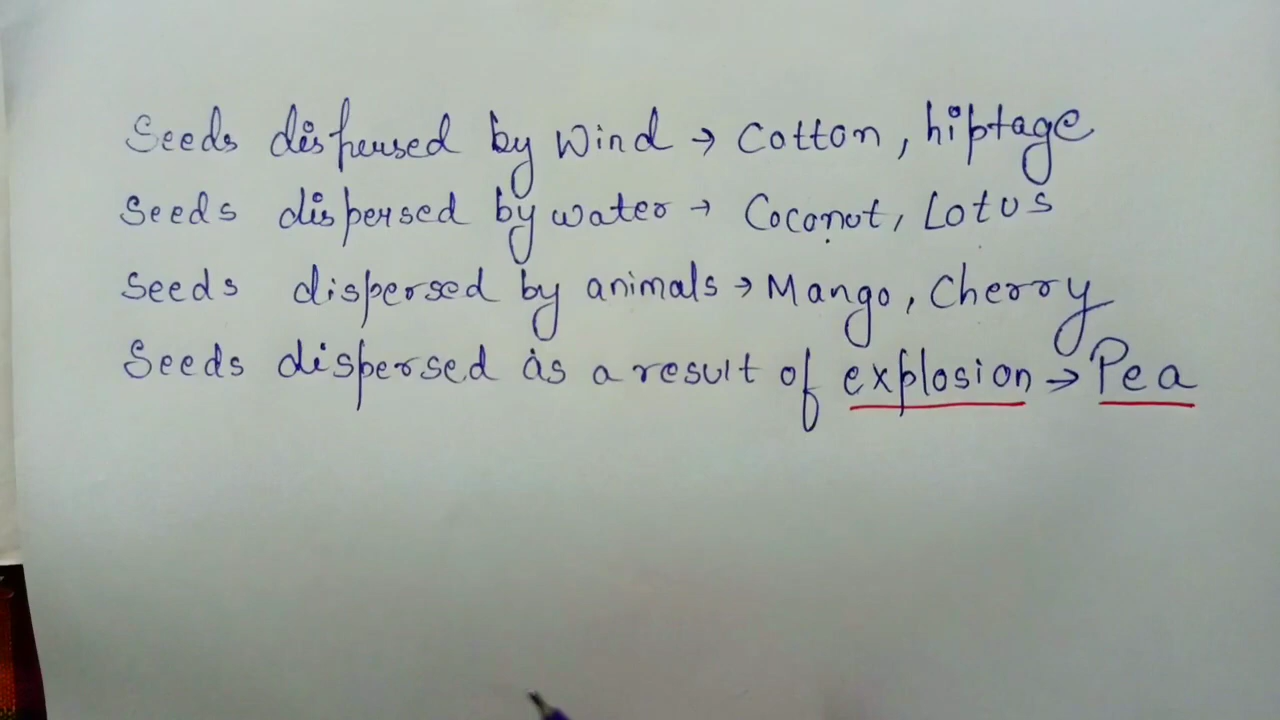 Seeds dispersed by Wind → Cotton, hiptage
Seeds dispersed by water → Coconut, Lotus
Seeds dispersed by animals → Mango, Cherry
Seeds dispersed as a result of explosion → Pea